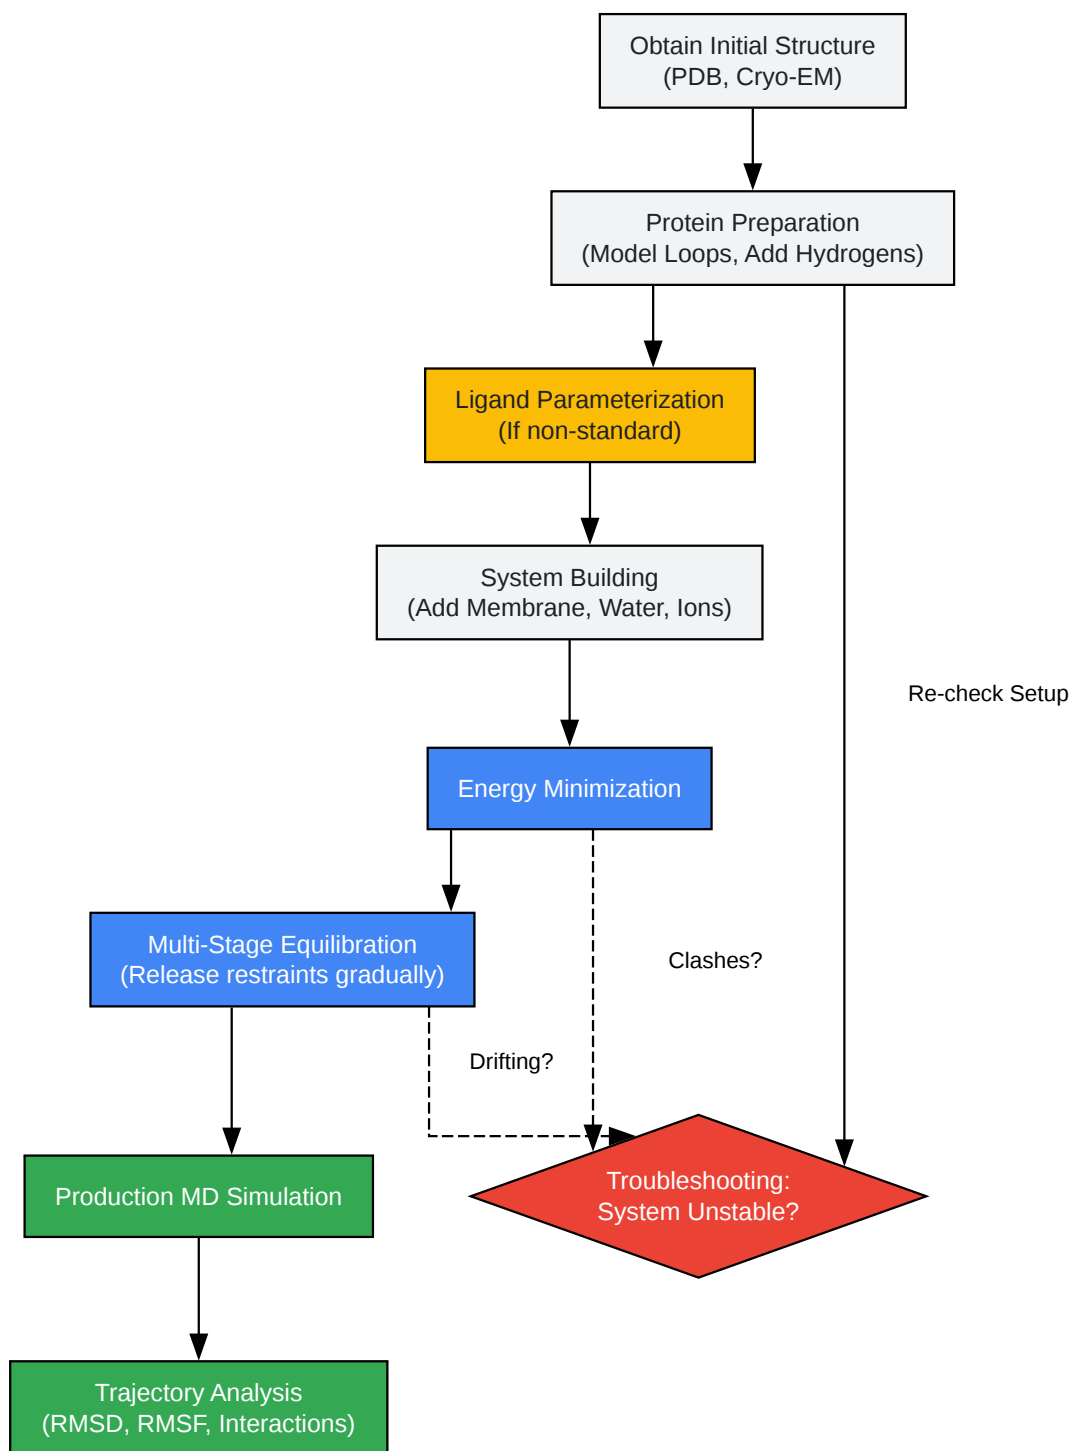 Obtain Initial Structure
(PDB, Cryo-EM)
Protein Preparation
(Model Loops, Add Hydrogens)
Ligand Parameterization
(If non-standard)
System Building
(Add Membrane, Water, Ions)
Re-check Setup
Energy Minimization
Multi-Stage Equilibration
(Release restraints gradually)
Clashes?
Drifting?
Troubleshooting:
System Unstable?
Production MD Simulation
Trajectory Analysis
(RMSD, RMSF, Interactions)